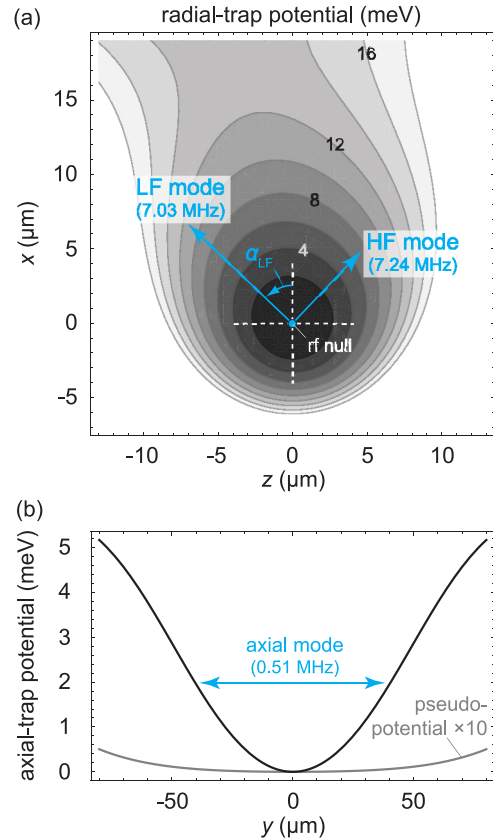 (a)
radial-trap potential (meV)
16
15
12
10
LF mode
(7.03 MHz)
8
x (μm)
HF mode
(7.24 MHz)
5
α_LF
4
0
rf null
-5
-10
-5
0
5
10
z (μm)
(b)
5
axial-trap potential (meV)
4
3
axial mode
(0.51 MHz)
2
pseudo-
potential ×10
1
0
-50
0
50
y (μm)